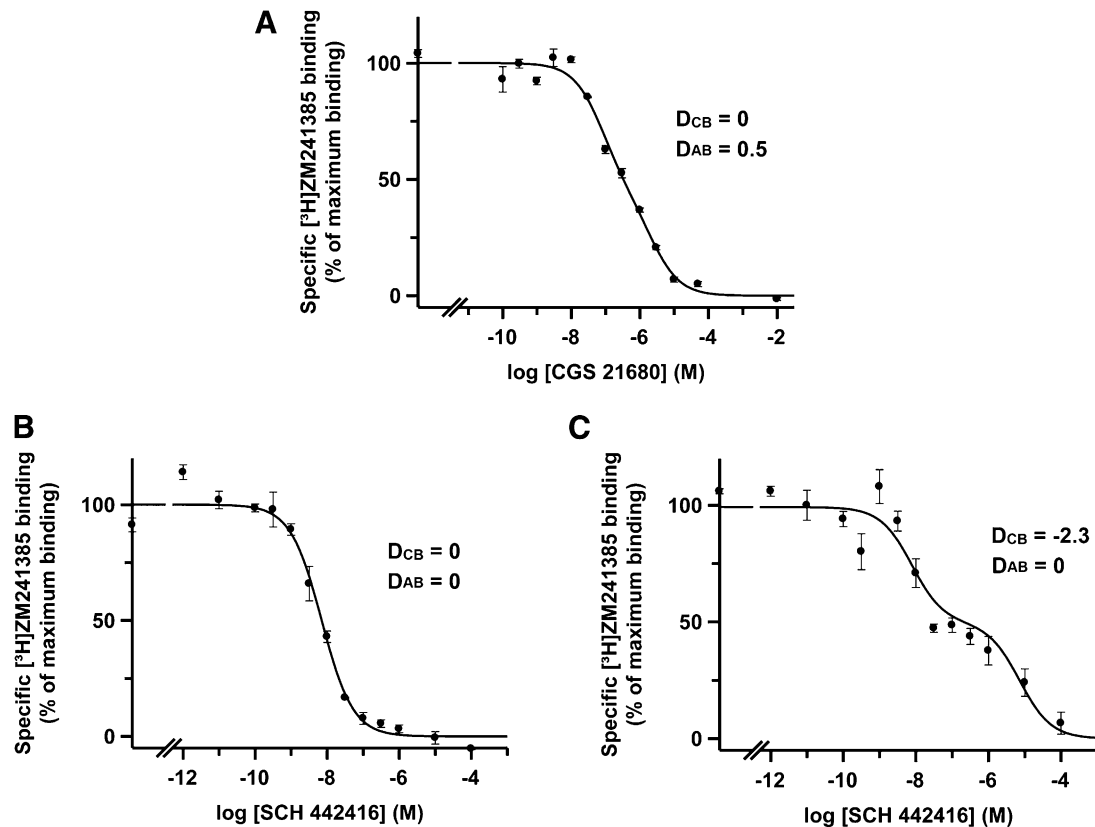 A
Specific [³H]ZM241385 binding
(% of maximum binding)
100
50
0
DCB = 0
DAB = 0.5
-10 -8 -6 -4 -2
log [CGS 21680] (M)
B
Specific [³H]ZM241385 binding
(% of maximum binding)
100
50
0
DCB = 0
DAB = 0
-12 -10 -8 -6 -4
log [SCH 442416] (M)
C
Specific [³H]ZM241385 binding
(% of maximum binding)
100
50
0
DCB = -2.3
DAB = 0
-12 -10 -8 -6 -4
log [SCH 442416] (M)